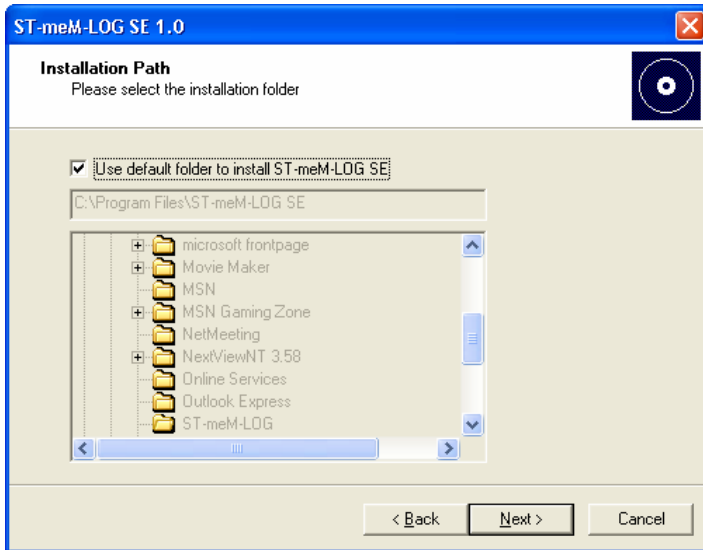 ST-meM-LOG SE 1.0
Installation Path
Please select the installation folder
Use default folder to install ST-meM-LOG SE
C:\Program Files\ST-meM-LOG SE
microsoft frontpage
Movie Maker
MSN
MSN Gaming Zone
NetMeeting
NextViewNT 3.58
Online Services
Outlook Express
ST-meM-LOG
< Back
Next >
Cancel